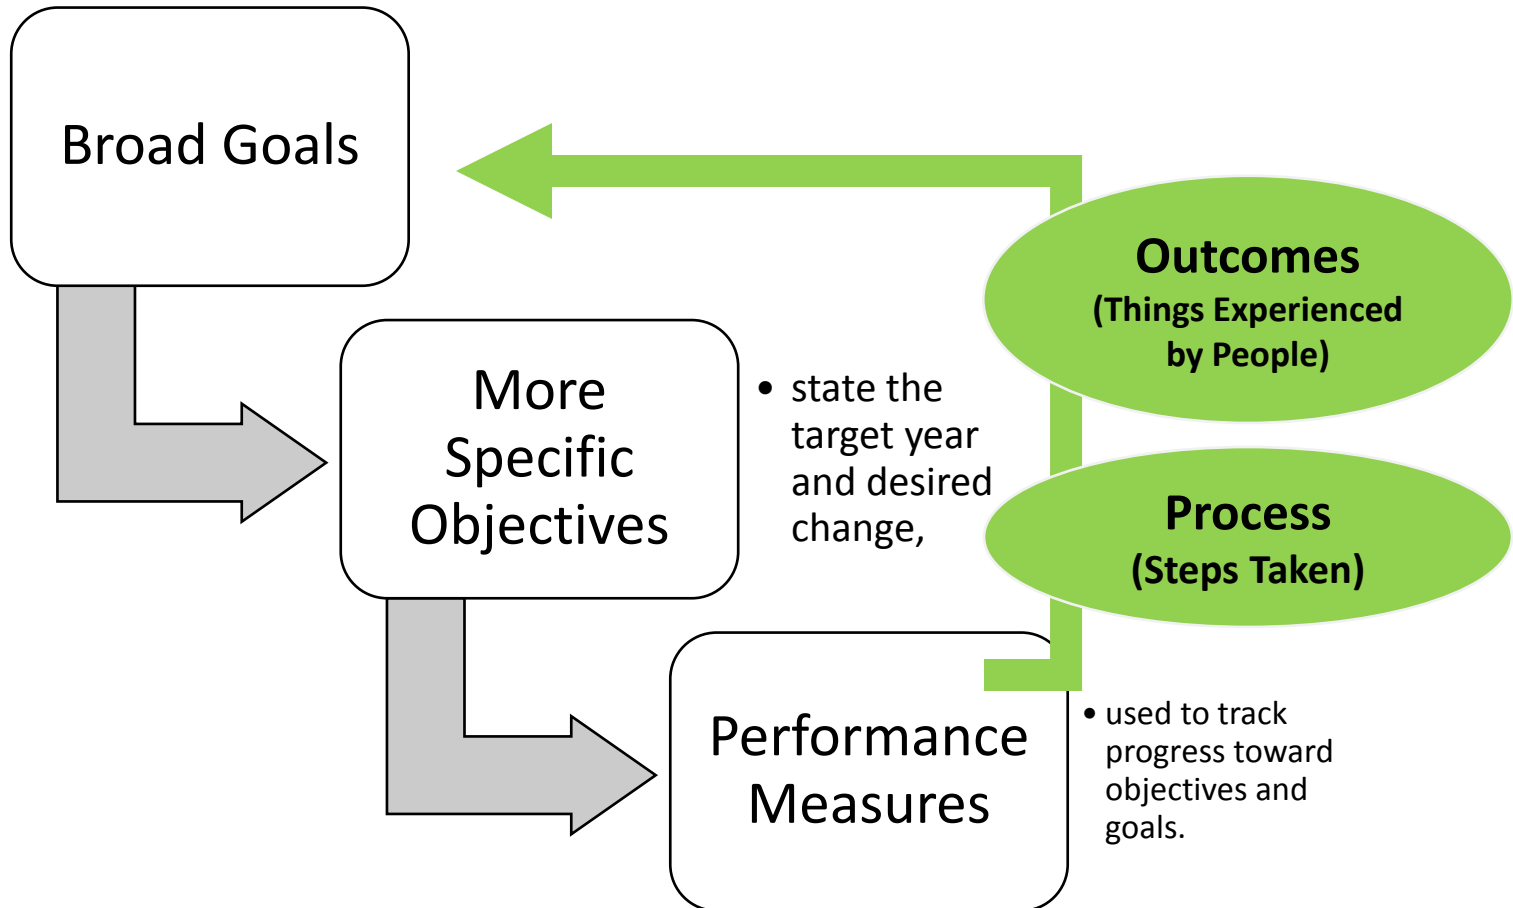 Broad Goals
More
Specific
Objectives
• state the
target year
and desired
change,
Outcomes
(Things Experienced
by People)
Process
(Steps Taken)
Performance
Measures
• used to track
progress toward
objectives and
goals.